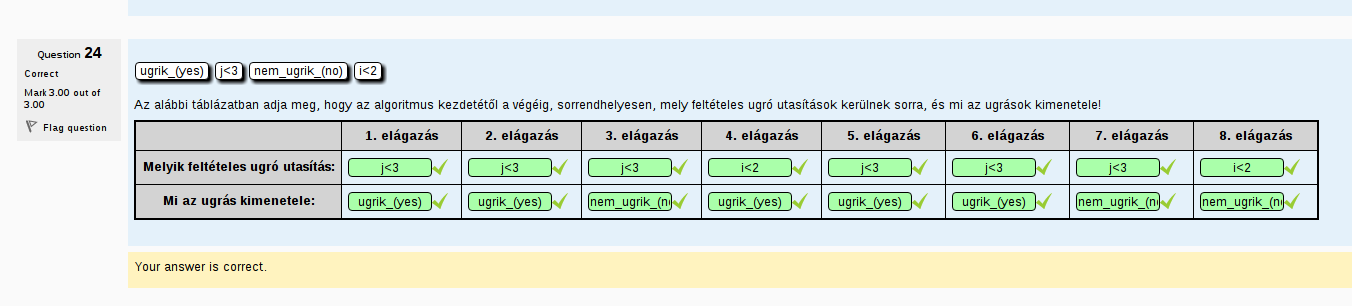 Question 24
Correct
Mark 3.00 out of
3.00
Flag question
ugrik_(yes) j<3 nem_ugrik_(no) i<2
Az alábbi táblázatban adja meg, hogy az algoritmus kezdetétől a végéig, sorrendhelyesen, mely feltételes ugró utasítások kerülnek sorra, és mi az ugrások kimenetele!
1. elágazás 2. elágazás 3. elágazás 4. elágazás 5. elágazás 6. elágazás 7. elágazás 8. elágazás
Melyik feltételes ugró utasítás: j<3 j<3 j<3 i<2 j<3 j<3 j<3 i<2
Mi az ugrás kimenetele: ugrik_(yes) ugrik_(yes) nem_ugrik_(n ugrik_(yes) ugrik_(yes) ugrik_(yes) nem_ugrik_(n nem_ugrik_(n
Your answer is correct.